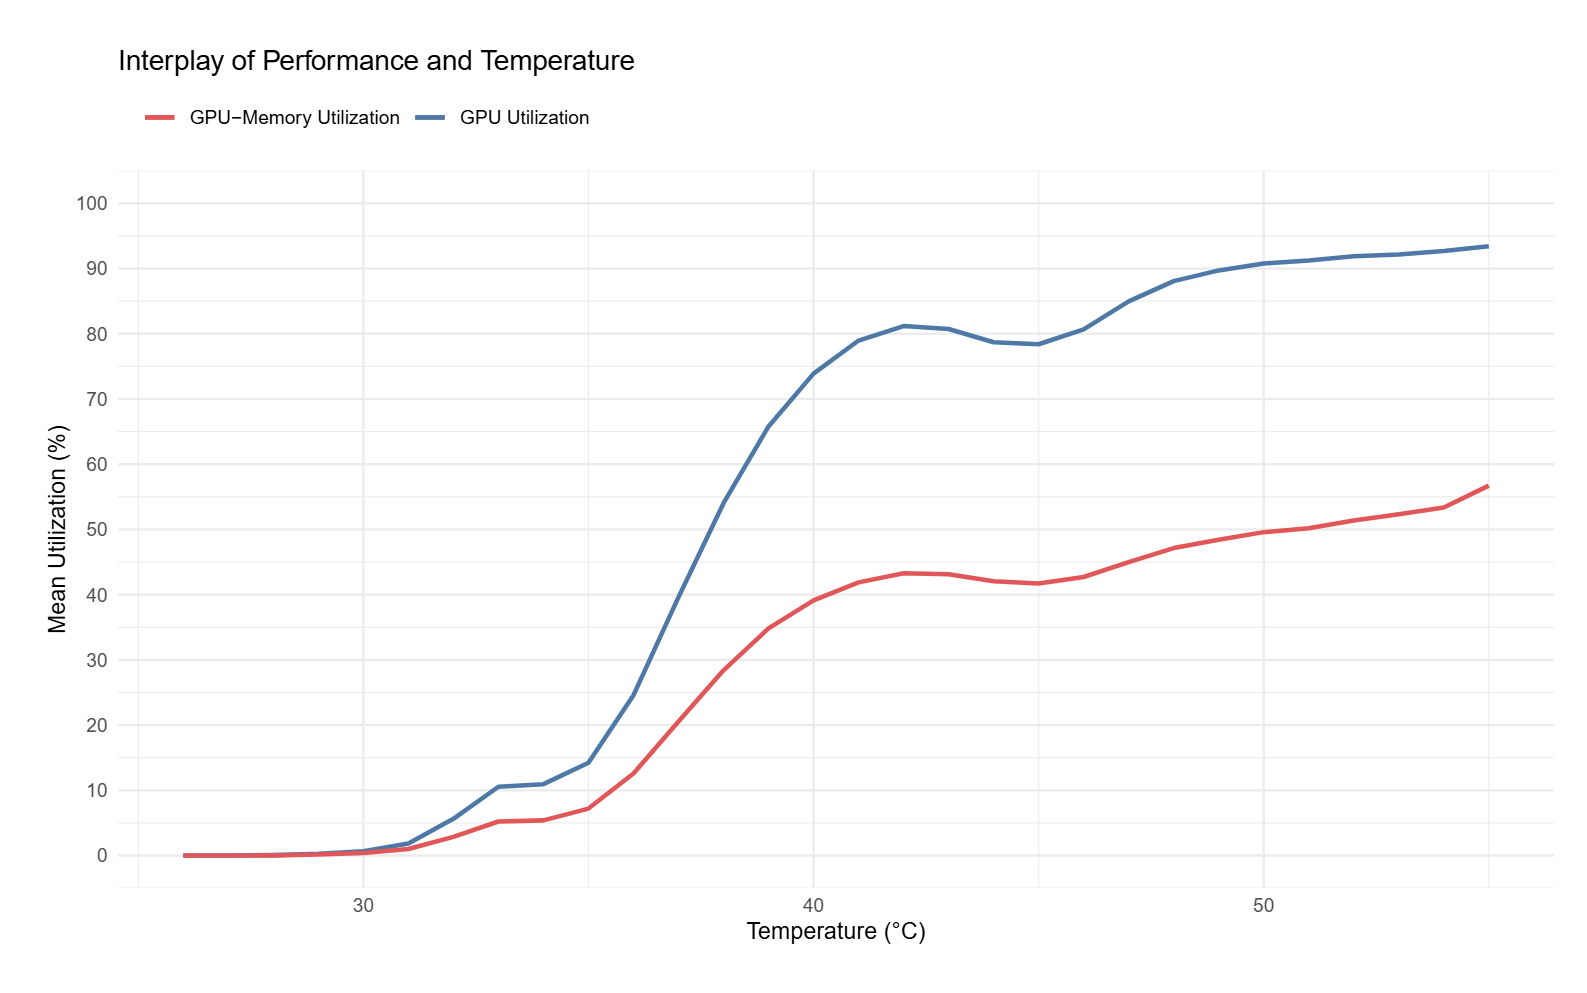 Interplay of Performance and Temperature
GPU−Memory Utilization GPU Utilization
Mean Utilization (%)
100
90
80
70
60
50
40
30
20
10
0
30 40 50
Temperature (°C)